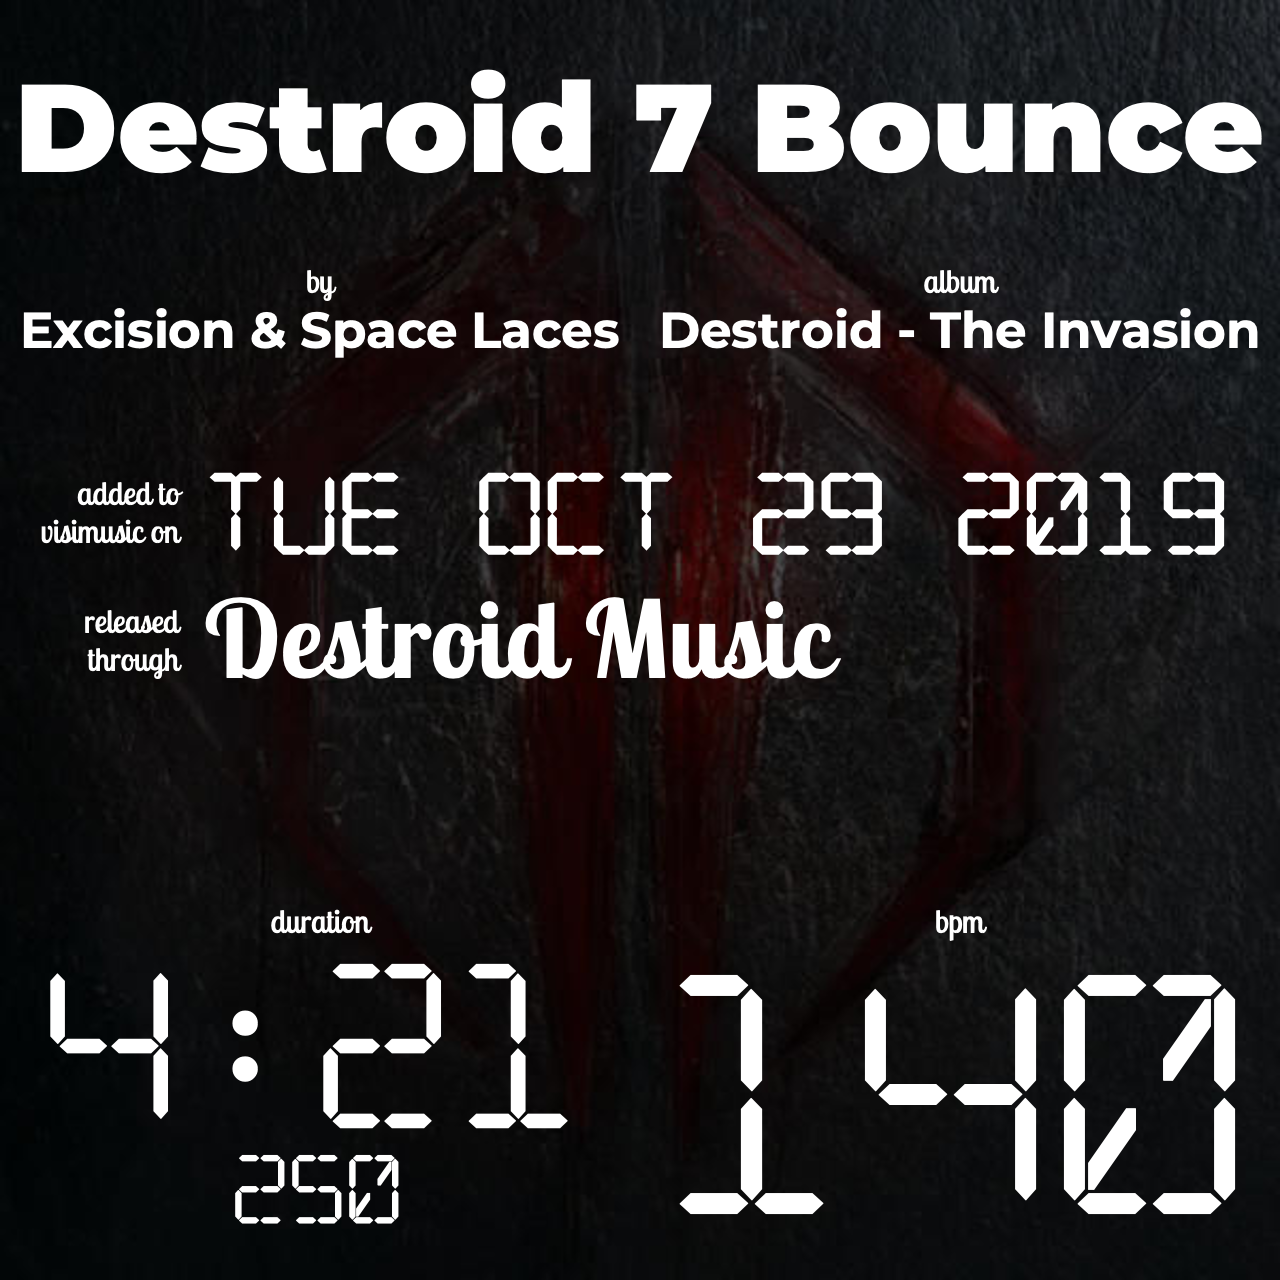 Destroid 7 Bounce
by
Excision & Space Laces
album
Destroid - The Invasion
added to
visimusic on
TUE OCT 29 2019
released
through
Destroid Music
duration
4:21
250
bpm
140